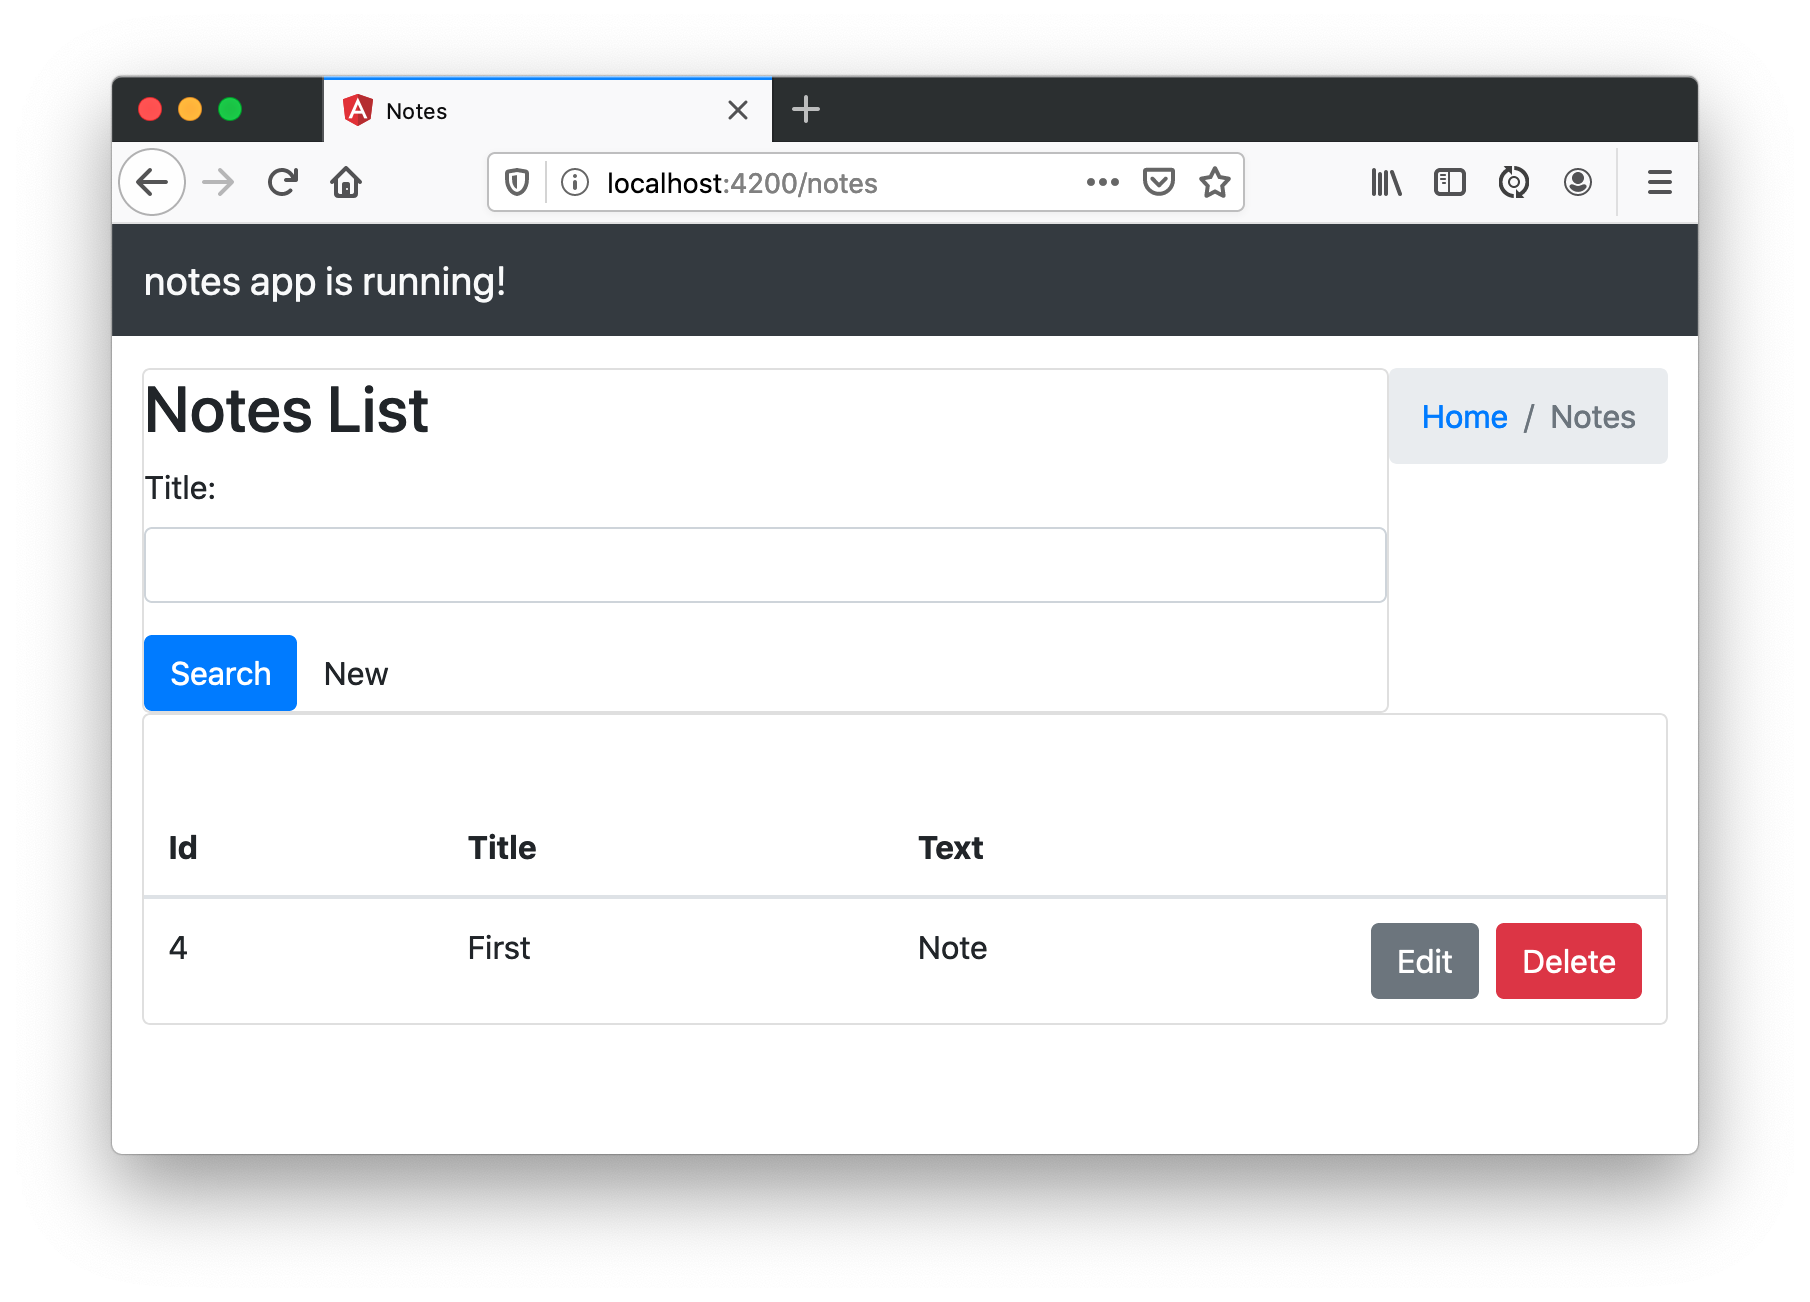 Notes
localhost:4200/notes
notes app is running!
Notes List
Home / Notes
Title:
Search New
Id Title Text
4 First Note Edit Delete